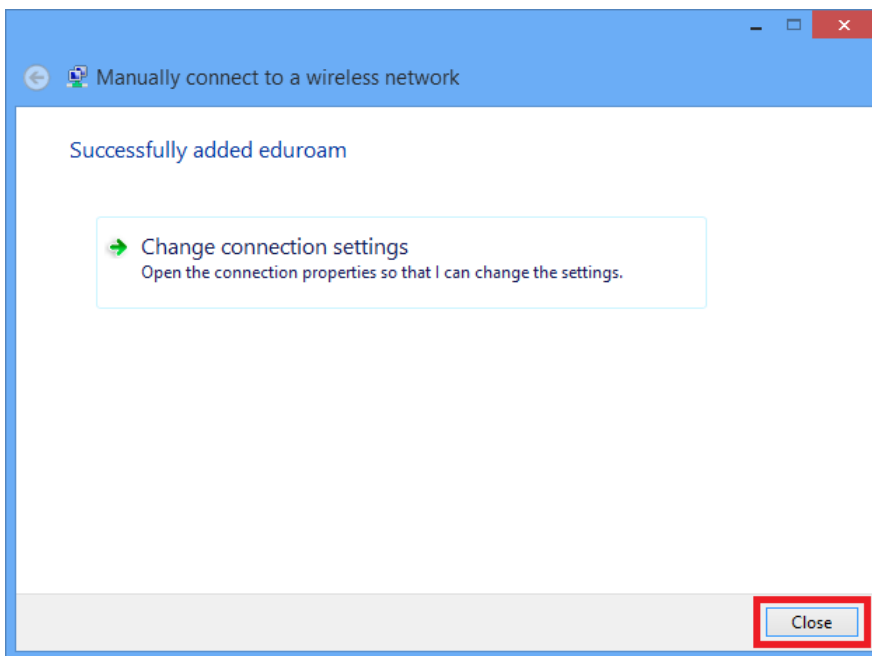 Manually connect to a wireless network
Successfully added eduroam
Change connection settings
Open the connection properties so that I can change the settings.
Close